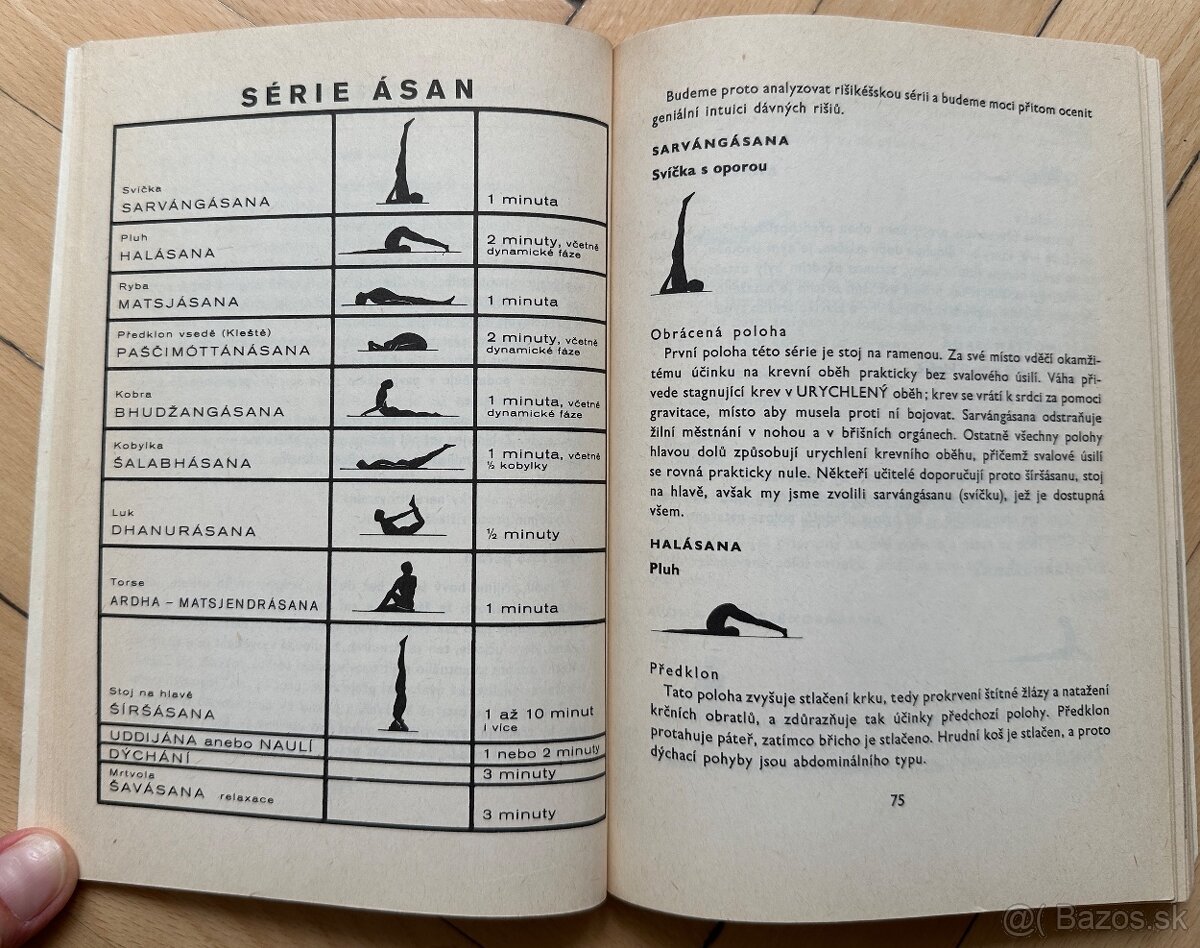 SÉRIE ÁSAN
Svíčka
SARVÁNGÁSANA
1 minuta
Pluh
HALÁSANA
2 minuty, včetně
dynamické fáze
Ryba
MATSJÁSANA
1 minuta
Předklon vsedě (Kleště)
PAŠČIMÓTTÁNÁSANA
2 minuty, včetně
dynamické fáze
Kobra
BHUDŽANGÁSANA
1 minuta, včetně
dynamické fáze
Kobylka
ŠALABHÁSANA
1 minuta, včetně
½ kobylky
Luk
DHANURÁSANA
½ minuty
Torse
ARDHA – MATSJENDRÁSANA
1 minuta
Stoj na hlavě
ŠÍRŠÁSANA
1 až 10 minut
i více
UDDIJÁNA anebo NAULÍ
1 nebo 2 minuty
DÝCHÁNÍ
3 minuty
Mrtvola
ŠAVÁSANA relaxace
3 minuty
Budeme proto analyzovat rišikéšskou sérii a budeme moci přitom ocenit
geniální intuici dávných rišiů.
SARVÁNGÁSANA
Svíčka s oporou
Obrácená poloha
První poloha této série je stoj na ramenou. Za své místo vděčí okamži-
tému účinku na krevní oběh prakticky bez svalového úsilí. Váha při-
vede stagnující krev v URYCHLENÝ oběh; krev se vrátí k srdci za pomoci
gravitace, místo aby musela proti ní bojovat. Sarvángásana odstraňuje
žilní městnání v nohou a v břišních orgánech. Ostatně všechny polohy
hlavou dolů způsobují urychlení krevního oběhu, přičemž svalové úsilí
se rovná prakticky nule. Někteří učitelé doporučují proto šíršásanu, stoj
na hlavě, avšak my jsme zvolili sarvángásanu (svíčku), jež je dostupná
všem.
HALÁSANA
Pluh
Předklon
Tato poloha zvyšuje stlačení krku, tedy prokrvení štítné žlázy a natažení
krčních obratlů, a zdůrazňuje tak účinky předchozí polohy. Předklon
protahuje páteř, zatímco břicho je stlačeno. Hrudní koš je stlačen, a proto
dýchací pohyby jsou abdominálního typu.
75
@( Bazos.sk